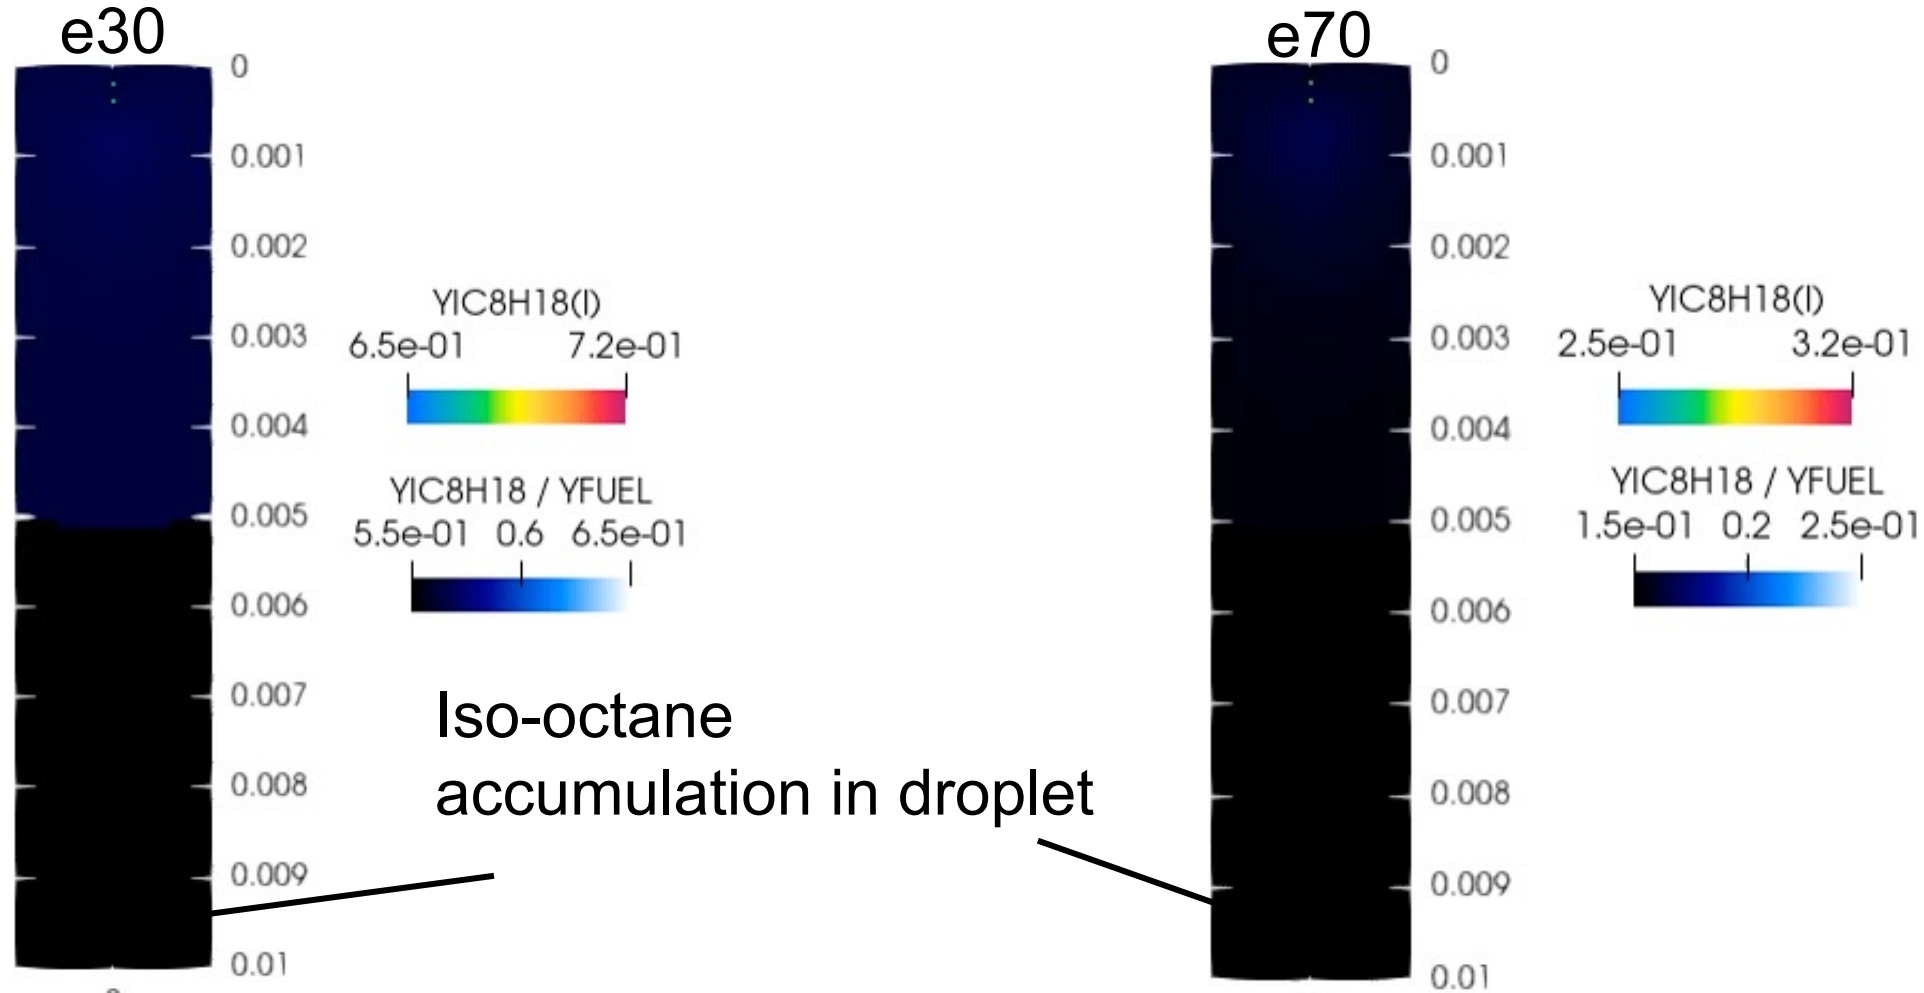 e30
0
0.001
0.002
0.003
0.004
0.005
0.006
0.007
0.008
0.009
0.01
YIC8H18(l)
6.5e-01 7.2e-01
YIC8H18 / YFUEL
5.5e-01 0.6 6.5e-01
Iso-octane
accumulation in droplet
e70
0
0.001
0.002
0.003
0.004
0.005
0.006
0.007
0.008
0.009
0.01
YIC8H18(l)
2.5e-01 3.2e-01
YIC8H18 / YFUEL
1.5e-01 0.2 2.5e-01